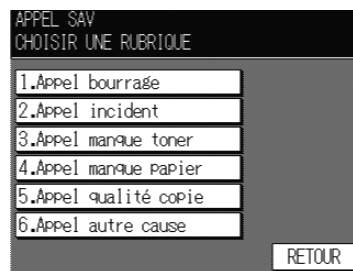 APPEL SAV
CHOISIR UNE RUBRIQUE
1.Appel bourrage
2.Appel incident
3.Appel manque toner
4.Appel manque papier
5.Appel qualité copie
6.Appel autre cause
RETOUR